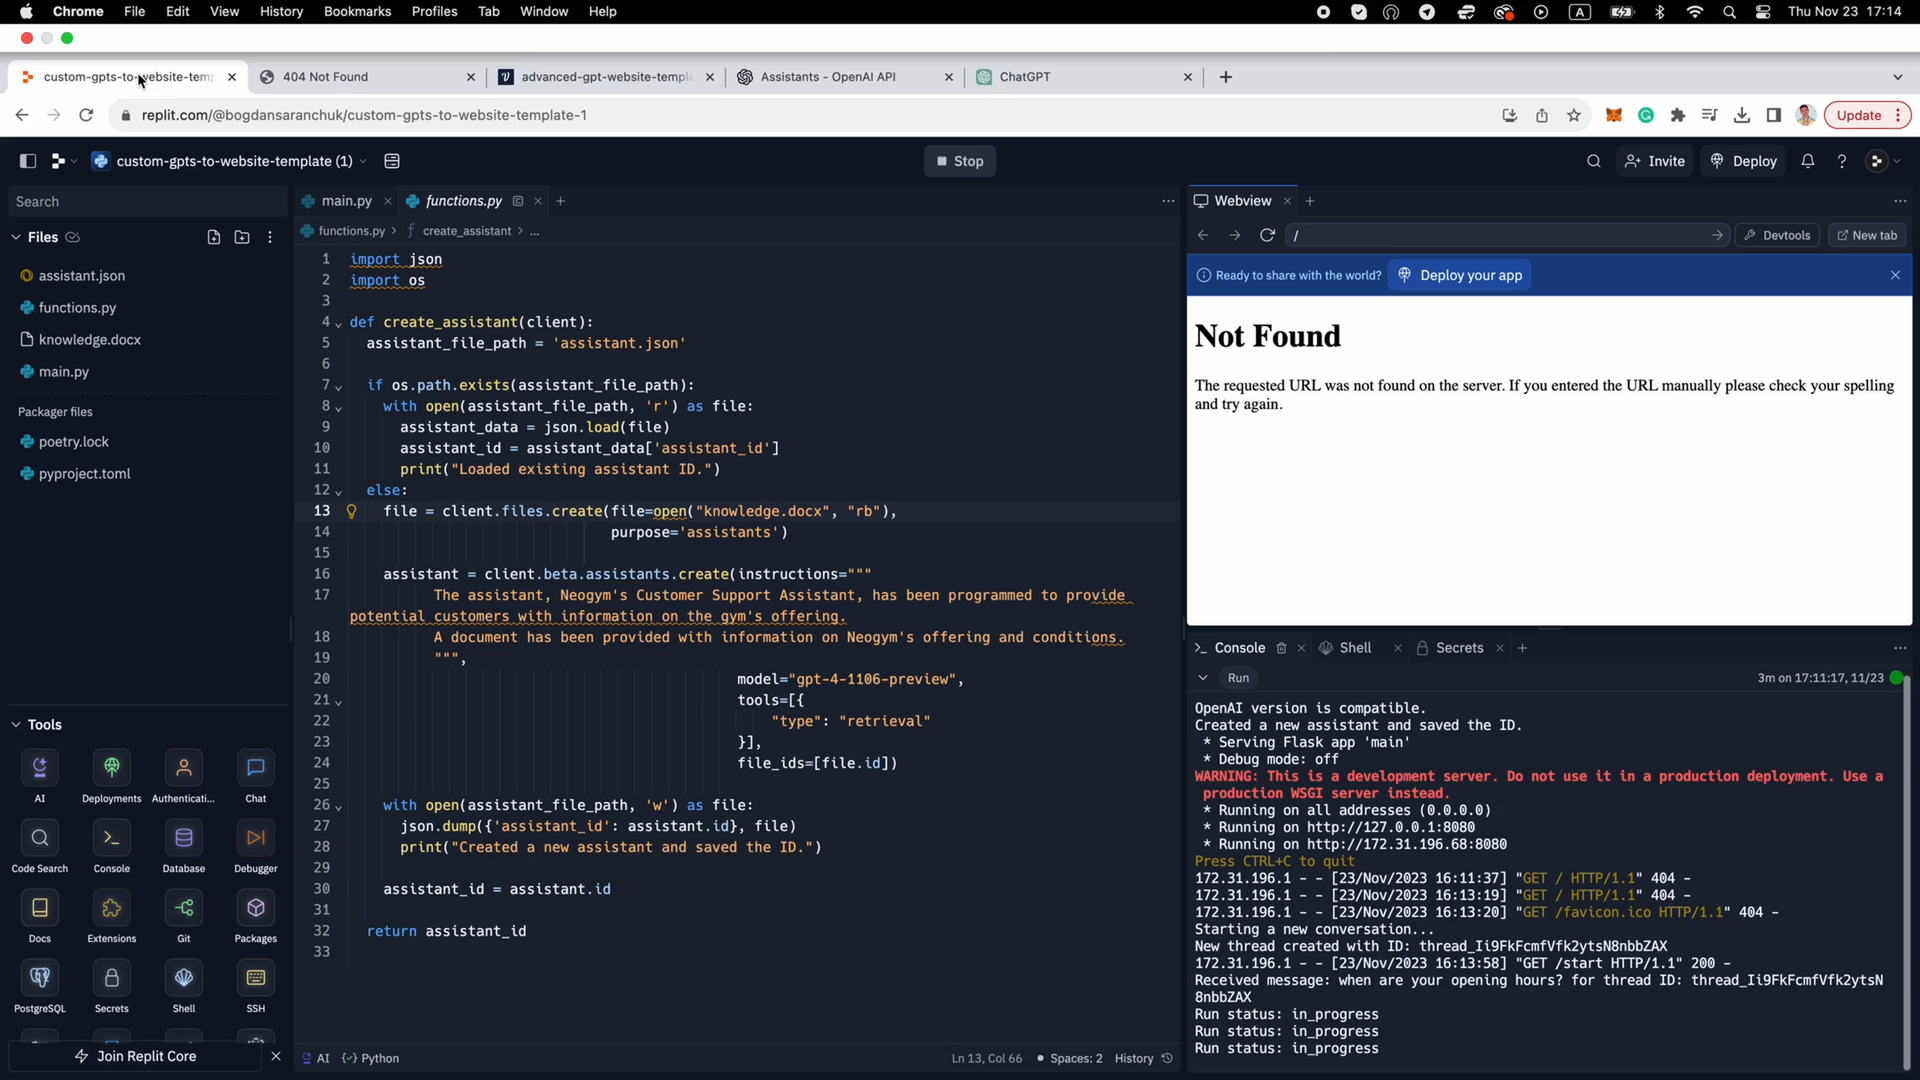 Chrome File Edit View History Bookmarks Profiles Tab Window Help A Thu Nov 23 17:14
custom-gpts-to-website-temp 404 Not Found advanced-gpt-website-templa Assistants - OpenAI API ChatGPT
replit.com/@bogdansaranchuk/custom-gpts-to-website-template-1 Update
custom-gpts-to-website-template (1) Stop Invite Deploy
Search
Files
assistant.json
functions.py
knowledge.docx
main.py
Packager files
poetry.lock
pyproject.toml
Tools
AI Deployments Authenticati... Chat
Code Search Console Database Debugger
Docs Extensions Git Packages
PostgreSQL Secrets Shell SSH
Join Replit Core
main.py functions.py
functions.py > create_assistant > ...
1 import json
2 import os
3
4 def create_assistant(client):
5 assistant_file_path = 'assistant.json'
6
7 if os.path.exists(assistant_file_path):
8 with open(assistant_file_path, 'r') as file:
9 assistant_data = json.load(file)
10 assistant_id = assistant_data['assistant_id']
11 print("Loaded existing assistant ID.")
12 else:
13 file = client.files.create(file=open("knowledge.docx", "rb"),
14 purpose='assistants')
15
16 assistant = client.beta.assistants.create(instructions="""
17 The assistant, Neogym's Customer Support Assistant, has been programmed to provide
potential customers with information on the gym's offering.
18 A document has been provided with information on Neogym's offering and conditions.
19 """,
20 model="gpt-4-1106-preview",
21 tools=[{
22 "type": "retrieval"
23 }],
24 file_ids=[file.id])
25
26 with open(assistant_file_path, 'w') as file:
27 json.dump({'assistant_id': assistant.id}, file)
28 print("Created a new assistant and saved the ID.")
29
30 assistant_id = assistant.id
31
32 return assistant_id
33
AI Python Ln 13, Col 66 Spaces: 2 History
Webview
/ Devtools New tab
Ready to share with the world? Deploy your app
Not Found
The requested URL was not found on the server. If you entered the URL manually please check your spelling
and try again.
Console Shell Secrets
Run 3m on 17:11:17, 11/23
OpenAI version is compatible.
Created a new assistant and saved the ID.
* Serving Flask app 'main'
* Debug mode: off
WARNING: This is a development server. Do not use it in a production deployment. Use a
production WSGI server instead.
* Running on all addresses (0.0.0.0)
* Running on http://127.0.0.1:8080
* Running on http://172.31.196.68:8080
Press CTRL+C to quit
172.31.196.1 - - [23/Nov/2023 16:11:37] "GET / HTTP/1.1" 404 -
172.31.196.1 - - [23/Nov/2023 16:13:19] "GET / HTTP/1.1" 404 -
172.31.196.1 - - [23/Nov/2023 16:13:20] "GET /favicon.ico HTTP/1.1" 404 -
Starting a new conversation...
New thread created with ID: thread_Ii9FkFcmfVfk2ytsN8nbbZAX
172.31.196.1 - - [23/Nov/2023 16:13:58] "GET /start HTTP/1.1" 200 -
Received message: when are your opening hours? for thread ID: thread_Ii9FkFcmfVfk2ytsN
8nbbZAX
Run status: in_progress
Run status: in_progress
Run status: in_progress